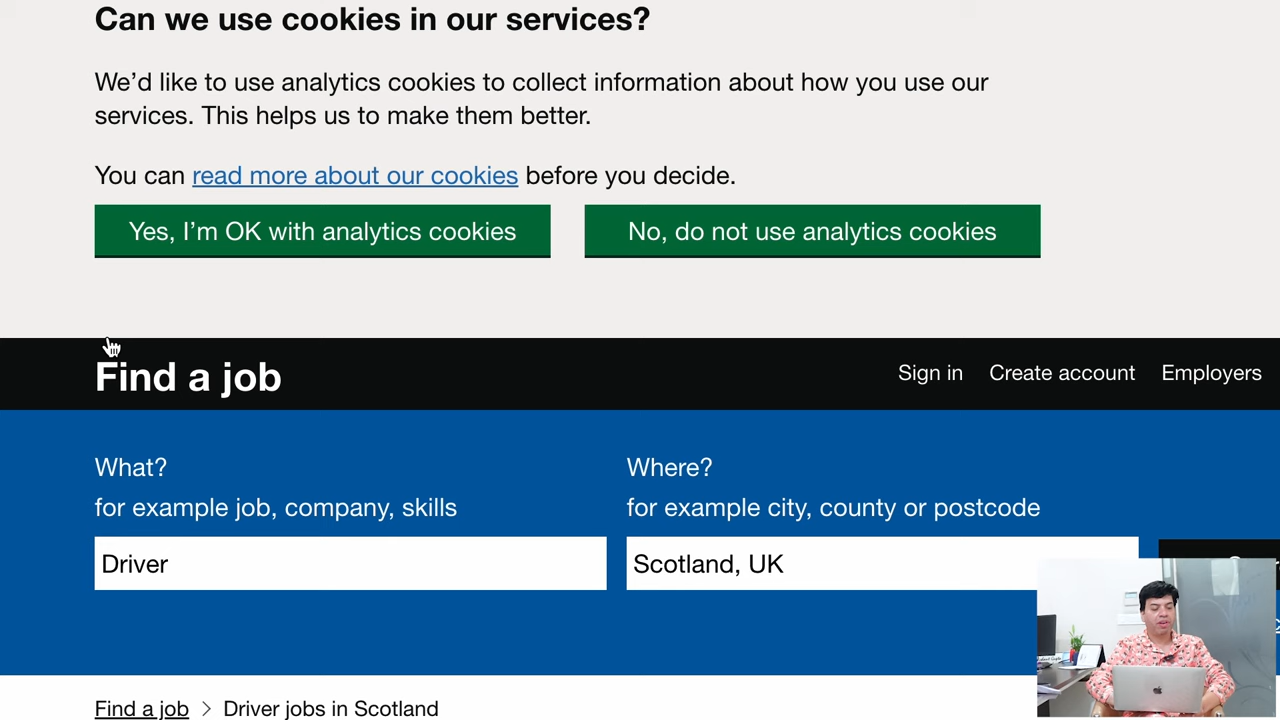 Can we use cookies in our services?
We’d like to use analytics cookies to collect information about how you use our
services. This helps us to make them better.
You can read more about our cookies before you decide.
Yes, I’m OK with analytics cookies
No, do not use analytics cookies
Find a job
Sign in
Create account
Employers
What?
Where?
for example job, company, skills
for example city, county or postcode
Driver
Scotland, UK
Find a job > Driver jobs in Scotland